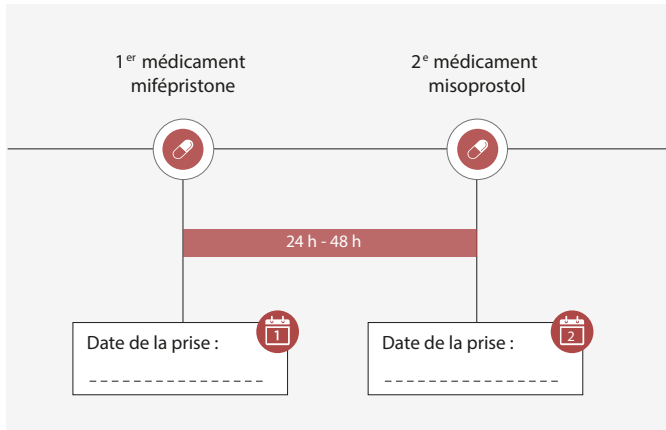 1er médicament
mifépristone
2e médicament
misoprostol
24 h - 48 h
1
Date de la prise :
2
Date de la prise :